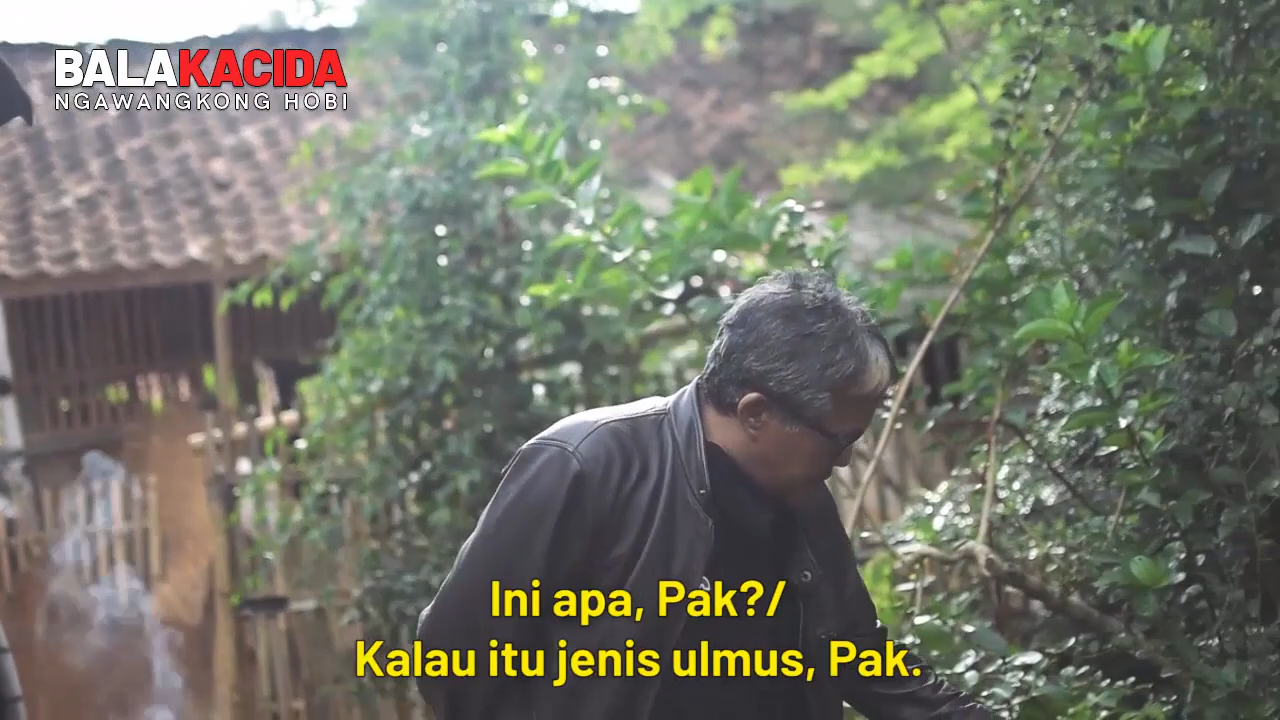 BALAKACIDA
NGAWANGKONG HOBI
Ini apa, Pak?/
Kalau itu jenis ulmus, Pak.